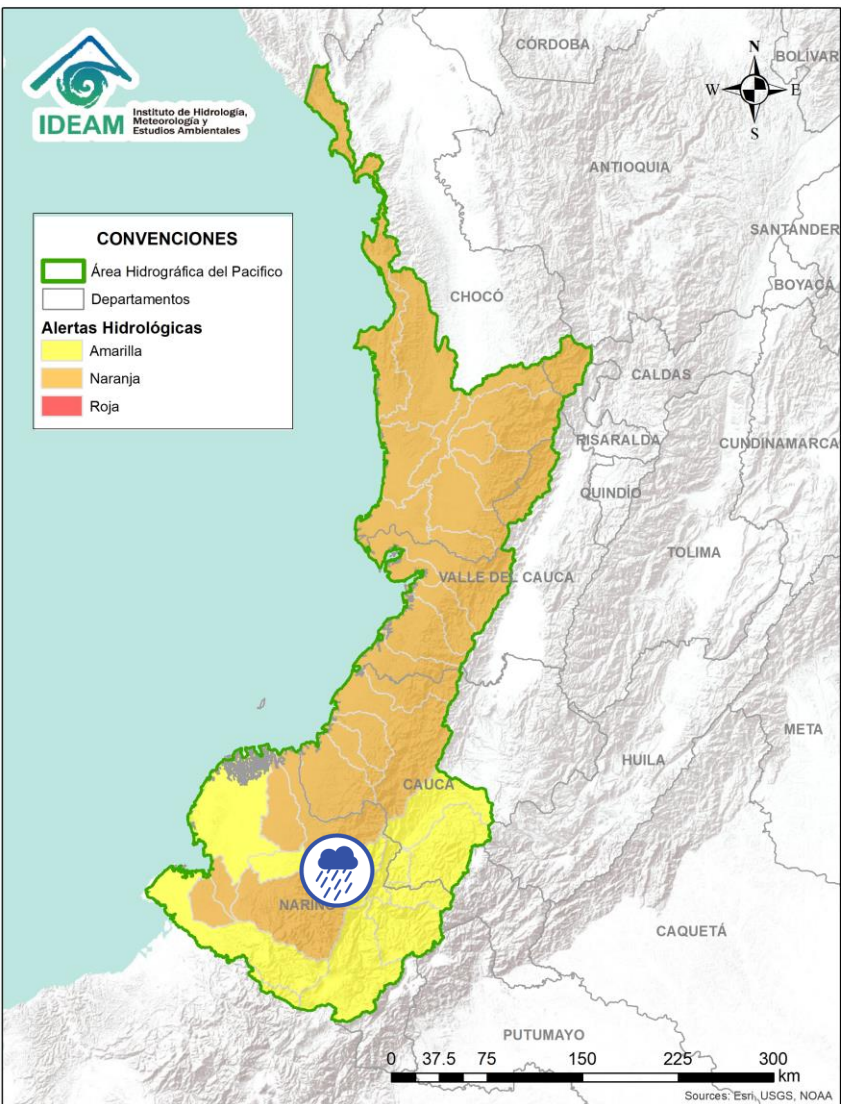 IDEAM
Instituto de Hidrología,
Meteorología y
Estudios Ambientales
CÓRDOBA
N
BOLÍVAR
W
E
S
ANTIOQUIA
SANTANDER
CONVENCIONES
Área Hidrográfica del Pacifico
Departamentos
Alertas Hidrológicas
Amarilla
Naranja
Roja
BOYACÁ
CHOCÓ
CALDAS
RISARALDA
CUNDINAMARCA
QUINDÍO
TOLIMA
VALLE DEL CAUCA
META
HUILA
CAUCA
NARIÑO
CAQUETÁ
PUTUMAYO
0 37.5 75 150 225 300
km
Sources: Esri, USGS, NOAA